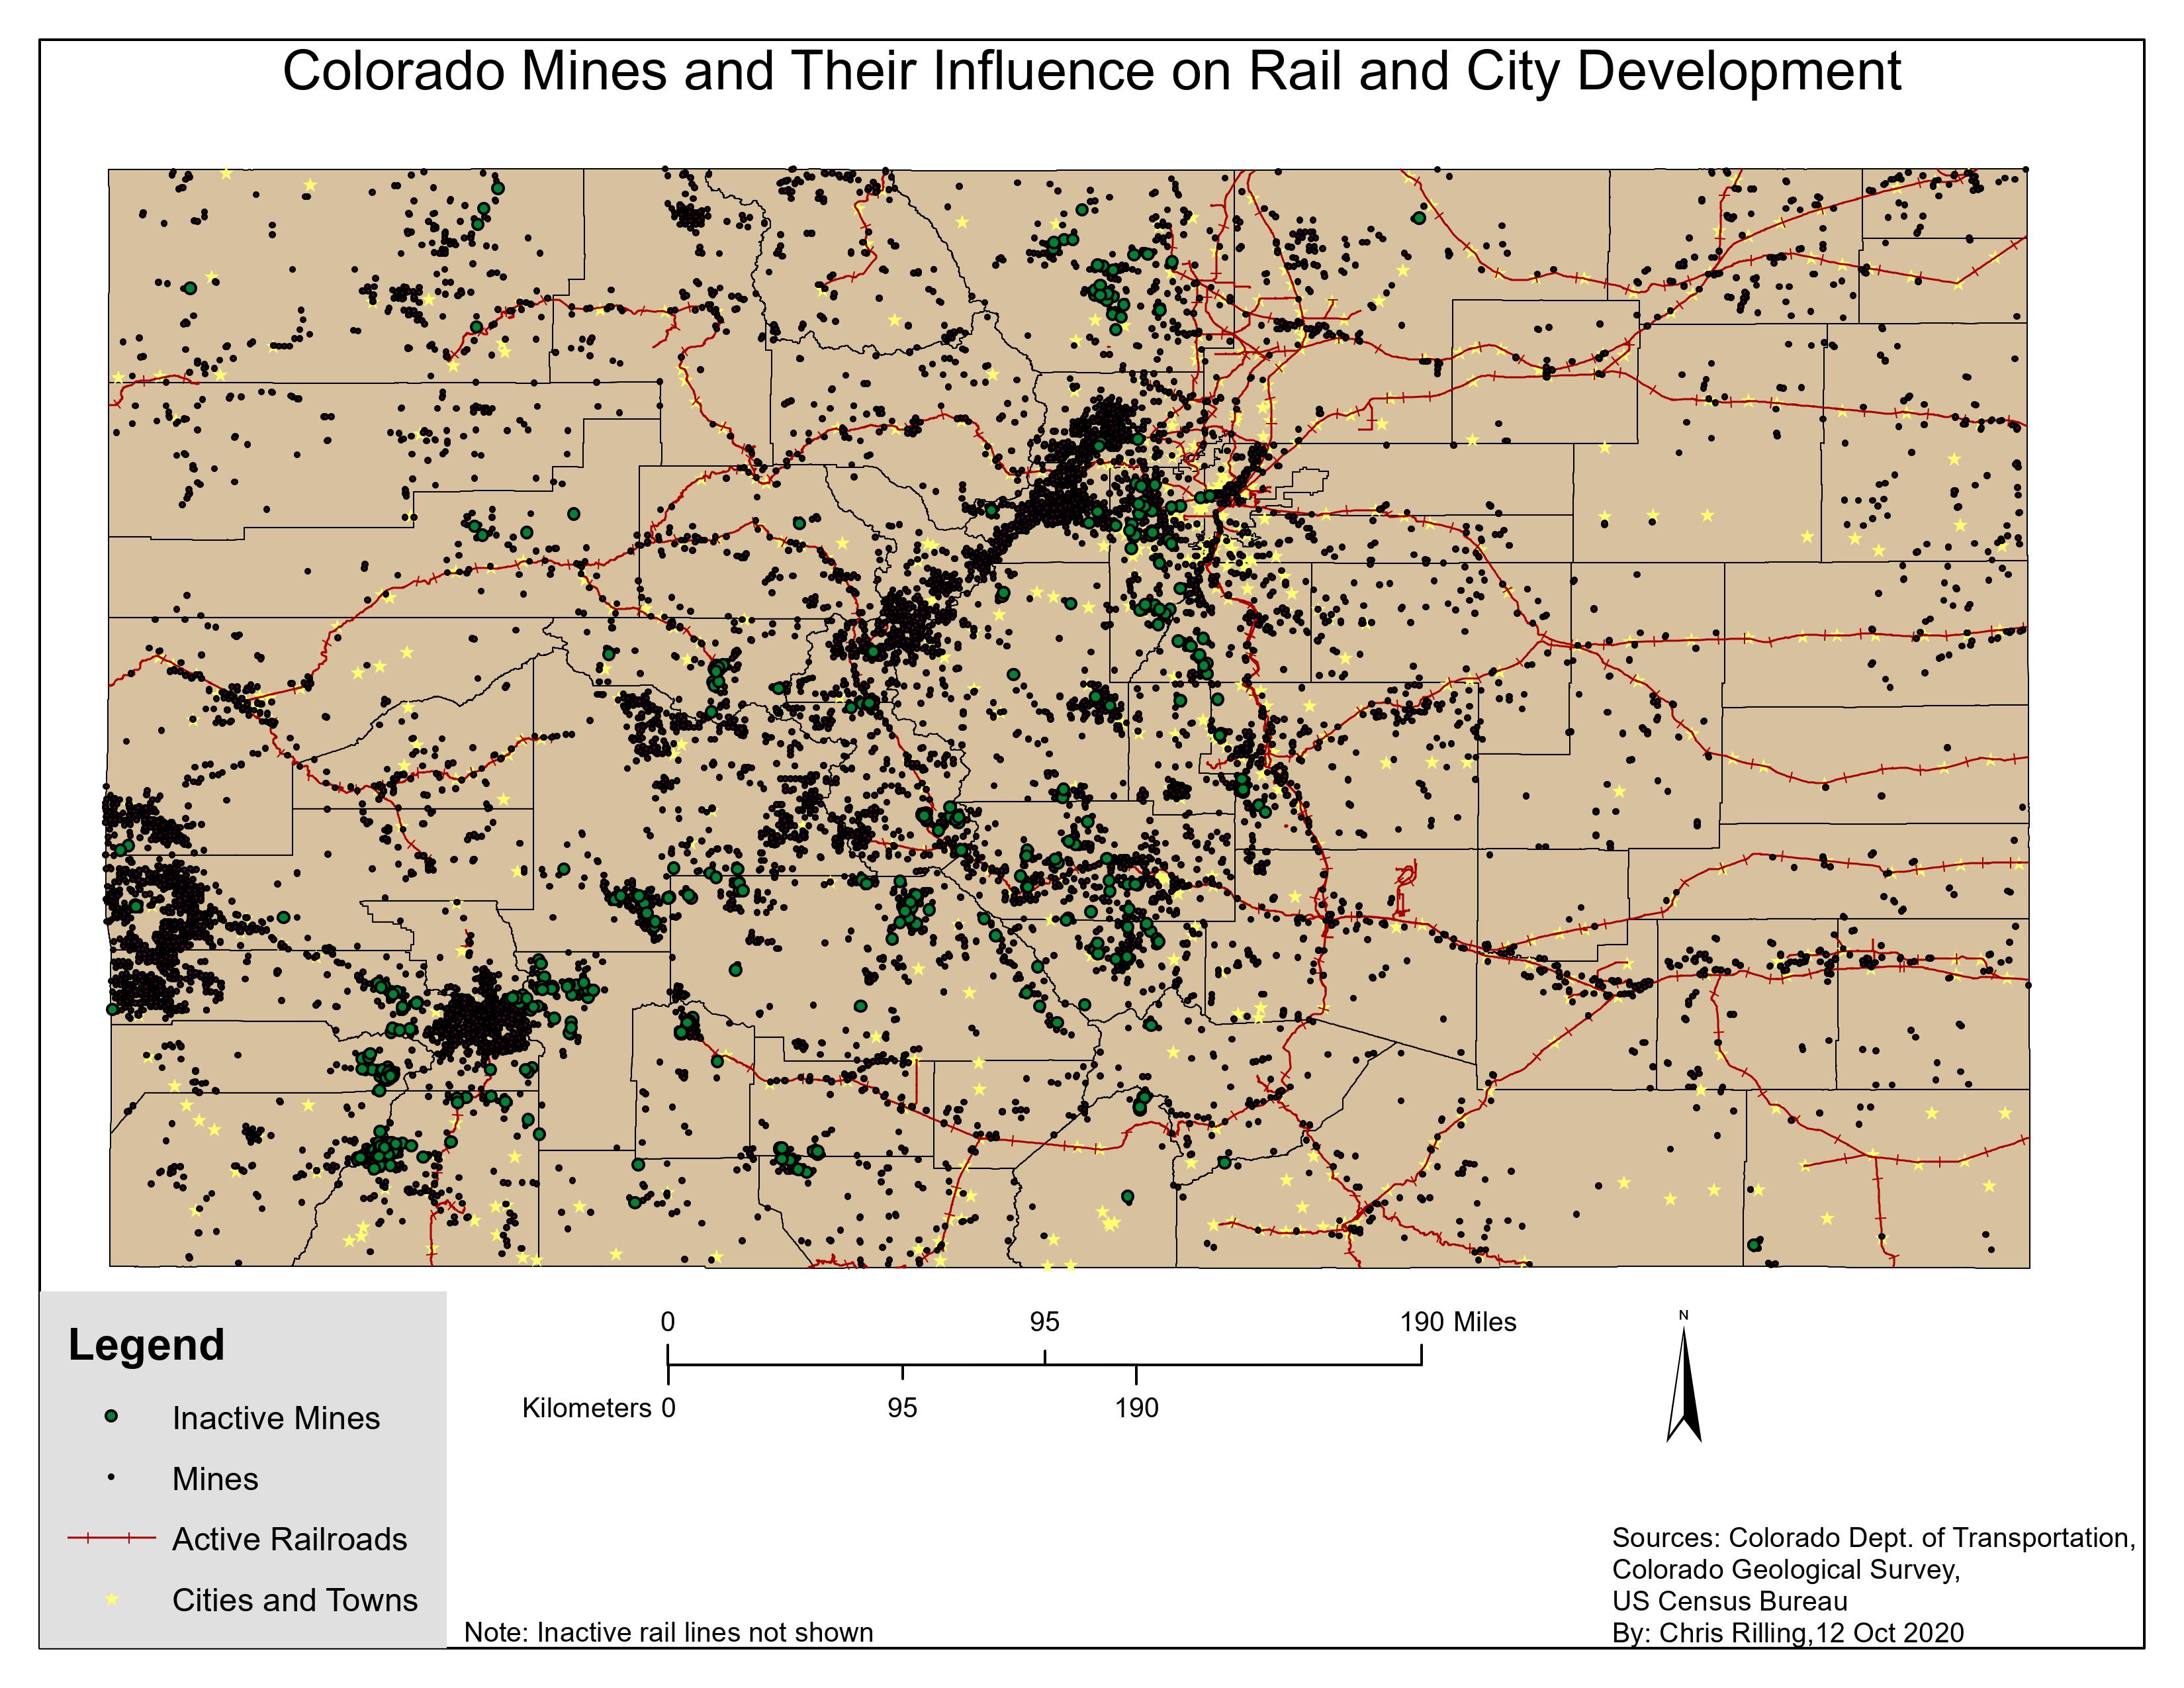 Colorado Mines and Their Influence on Rail and City Development
Legend
Inactive Mines
Mines
Active Railroads
Cities and Towns
0 95 190 Miles
Kilometers 0 95 190
N
Note: Inactive rail lines not shown
Sources: Colorado Dept. of Transportation,
Colorado Geological Survey,
US Census Bureau
By: Chris Rilling,12 Oct 2020